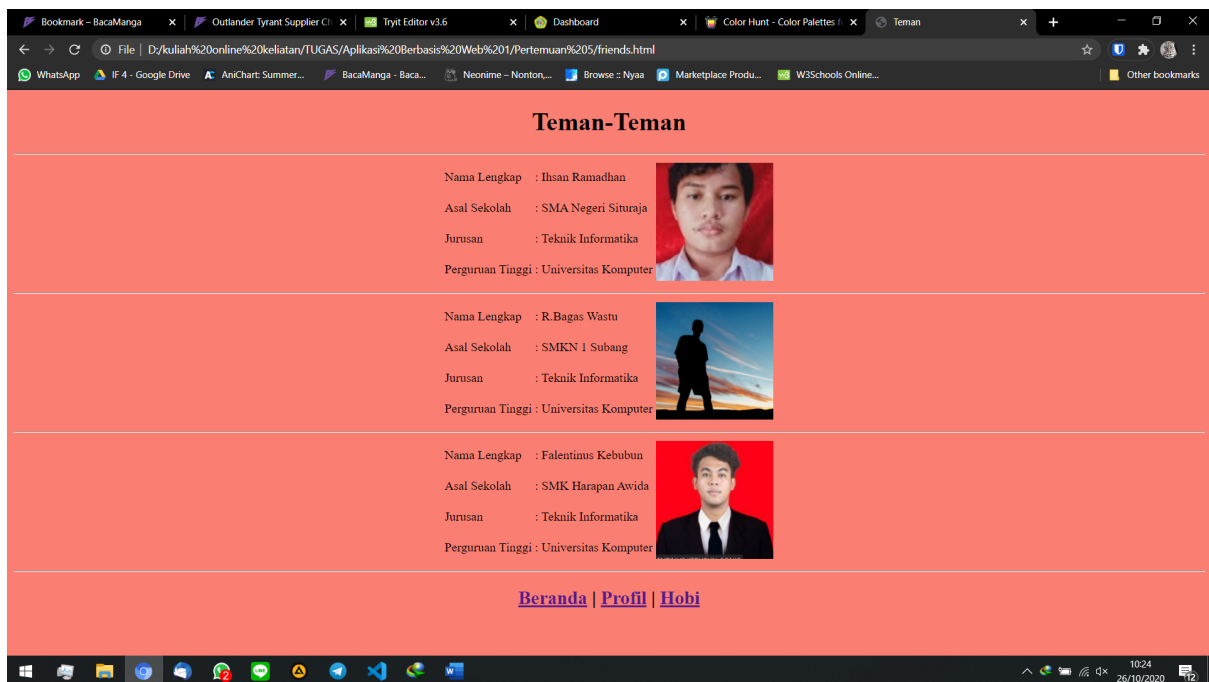 Bookmark – BacaManga
Outlander Tyrant Supplier Ch
Tryit Editor v3.6
Dashboard
Color Hunt - Color Palettes fo
Teman
File | D:/kuliah%20online%20keliatan/TUGAS/Aplikasi%20Berbasis%20Web%201/Pertemuan%205/friends.html
WhatsApp IF 4 - Google Drive AniChart: Summer... BacaManga - Baca... Neonime – Nonton,... Browse :: Nyaa Marketplace Produ... W3Schools Online... Other bookmarks
Teman-Teman
Nama Lengkap : Ihsan Ramadhan
Asal Sekolah : SMA Negeri Situraja
Jurusan : Teknik Informatika
Perguruan Tinggi : Universitas Komputer
Nama Lengkap : R.Bagas Wastu
Asal Sekolah : SMKN 1 Subang
Jurusan : Teknik Informatika
Perguruan Tinggi : Universitas Komputer
Nama Lengkap : Falentinus Kebubun
Asal Sekolah : SMK Harapan Awida
Jurusan : Teknik Informatika
Perguruan Tinggi : Universitas Komputer
Beranda | Profil | Hobi
10:24
26/10/2020
12